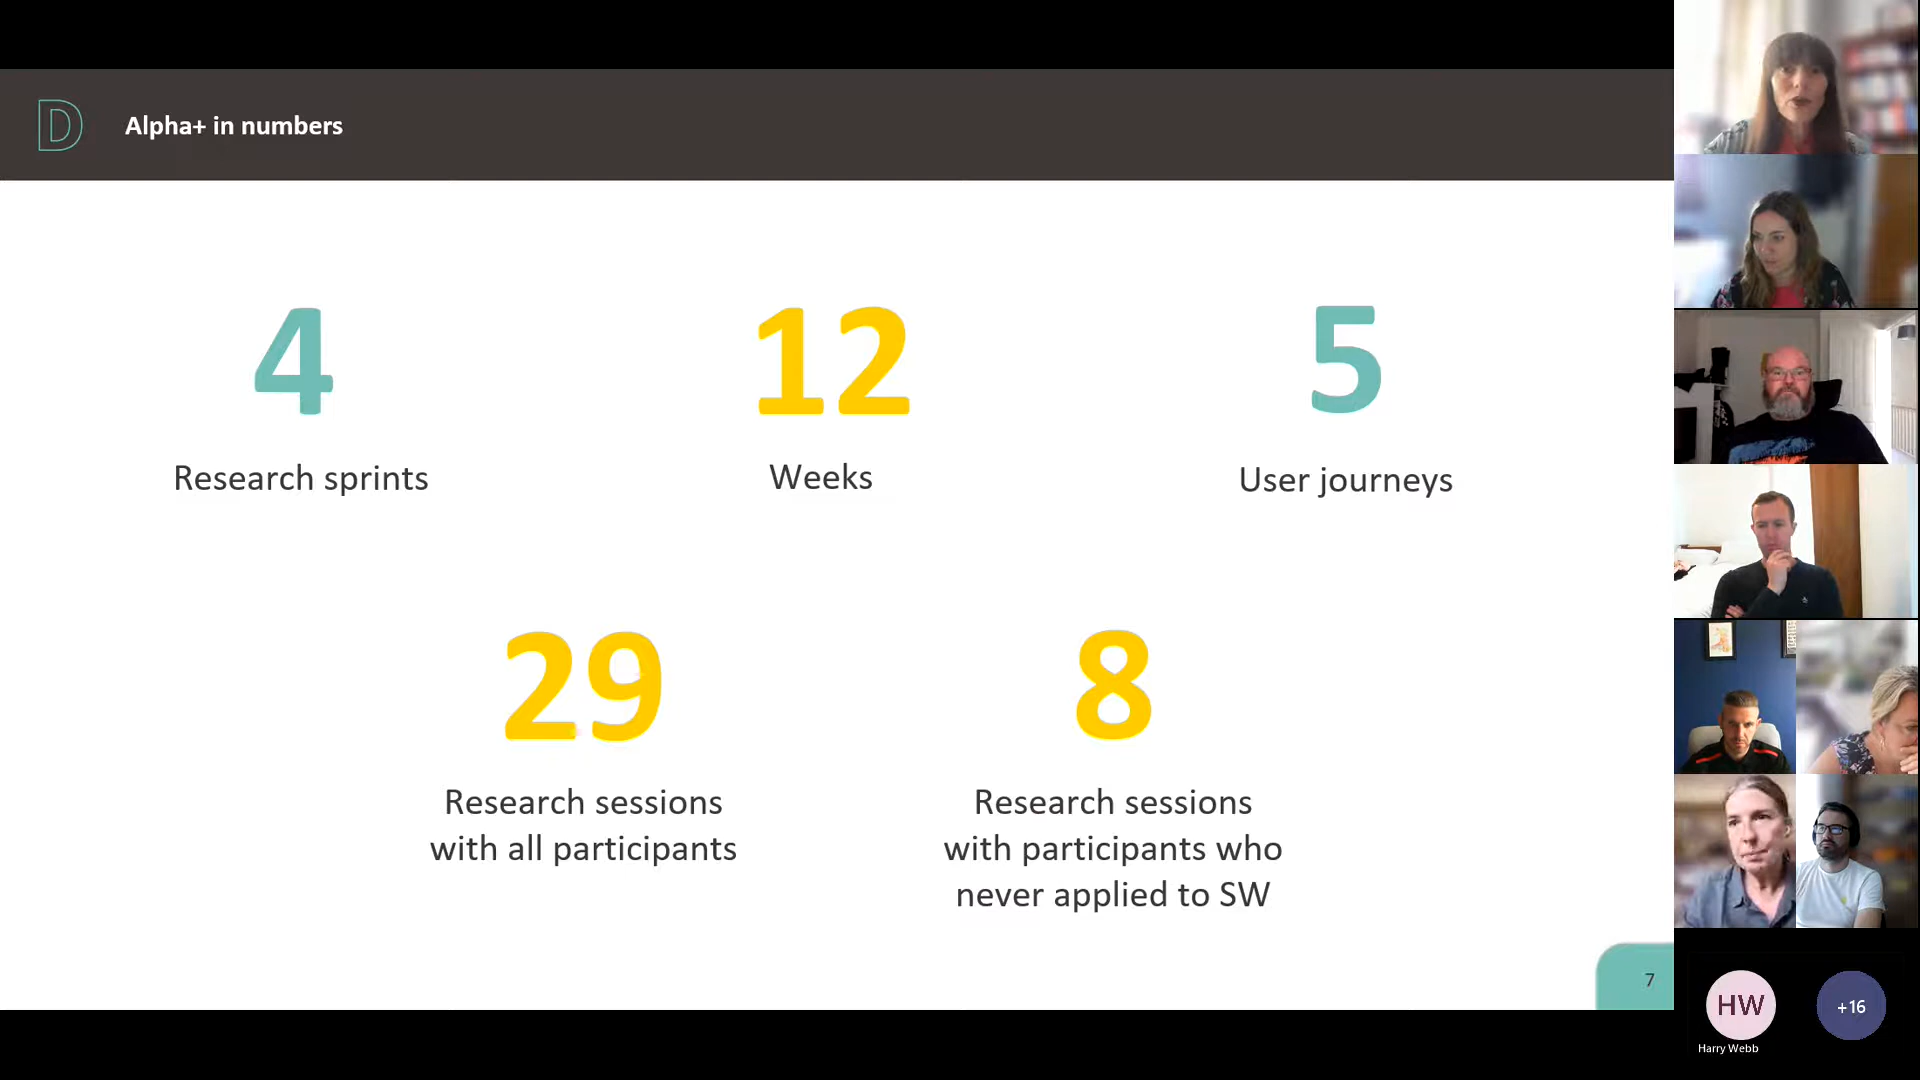 D
Alpha+ in numbers
4
12
5
Research sprints
Weeks
User journeys
29
8
Research sessions
with all participants
Research sessions
with participants who
never applied to SW
7
HW
+16
Harry Webb